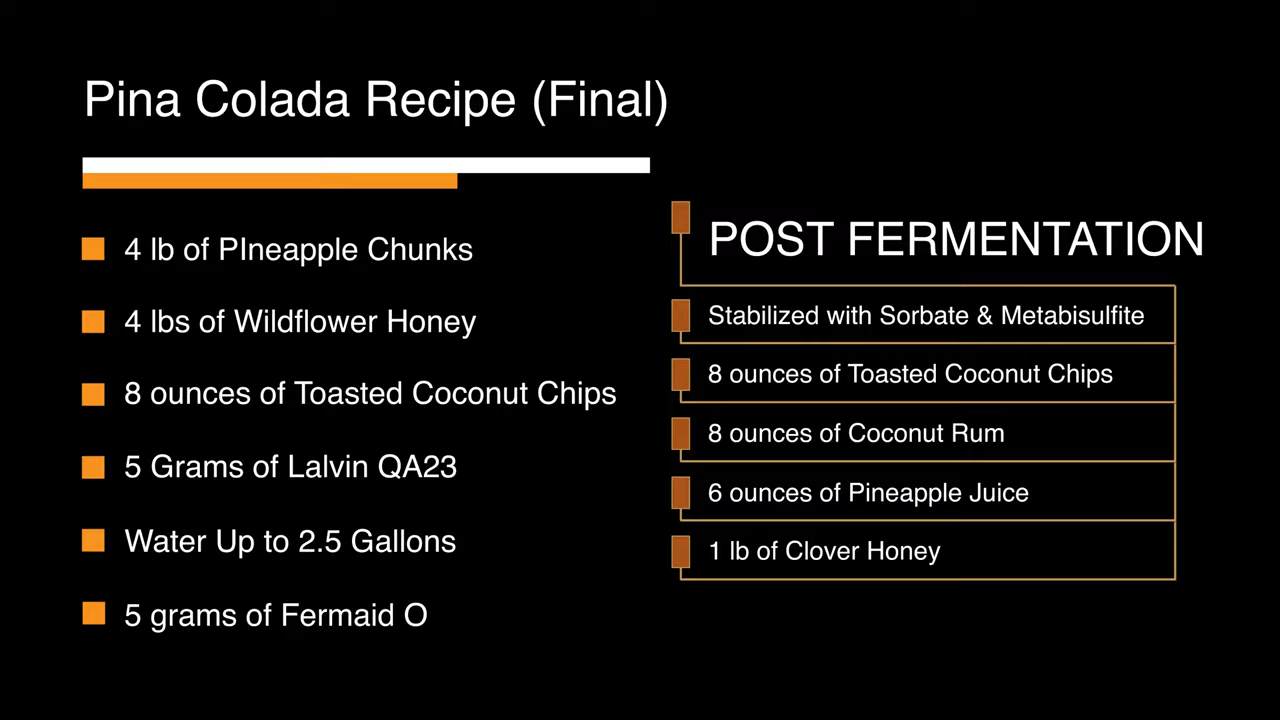 Pina Colada Recipe (Final)
4 lb of PIneapple Chunks
4 lbs of Wildflower Honey
8 ounces of Toasted Coconut Chips
5 Grams of Lalvin QA23
Water Up to 2.5 Gallons
5 grams of Fermaid O
POST FERMENTATION
Stabilized with Sorbate & Metabisulfite
8 ounces of Toasted Coconut Chips
8 ounces of Coconut Rum
6 ounces of Pineapple Juice
1 lb of Clover Honey